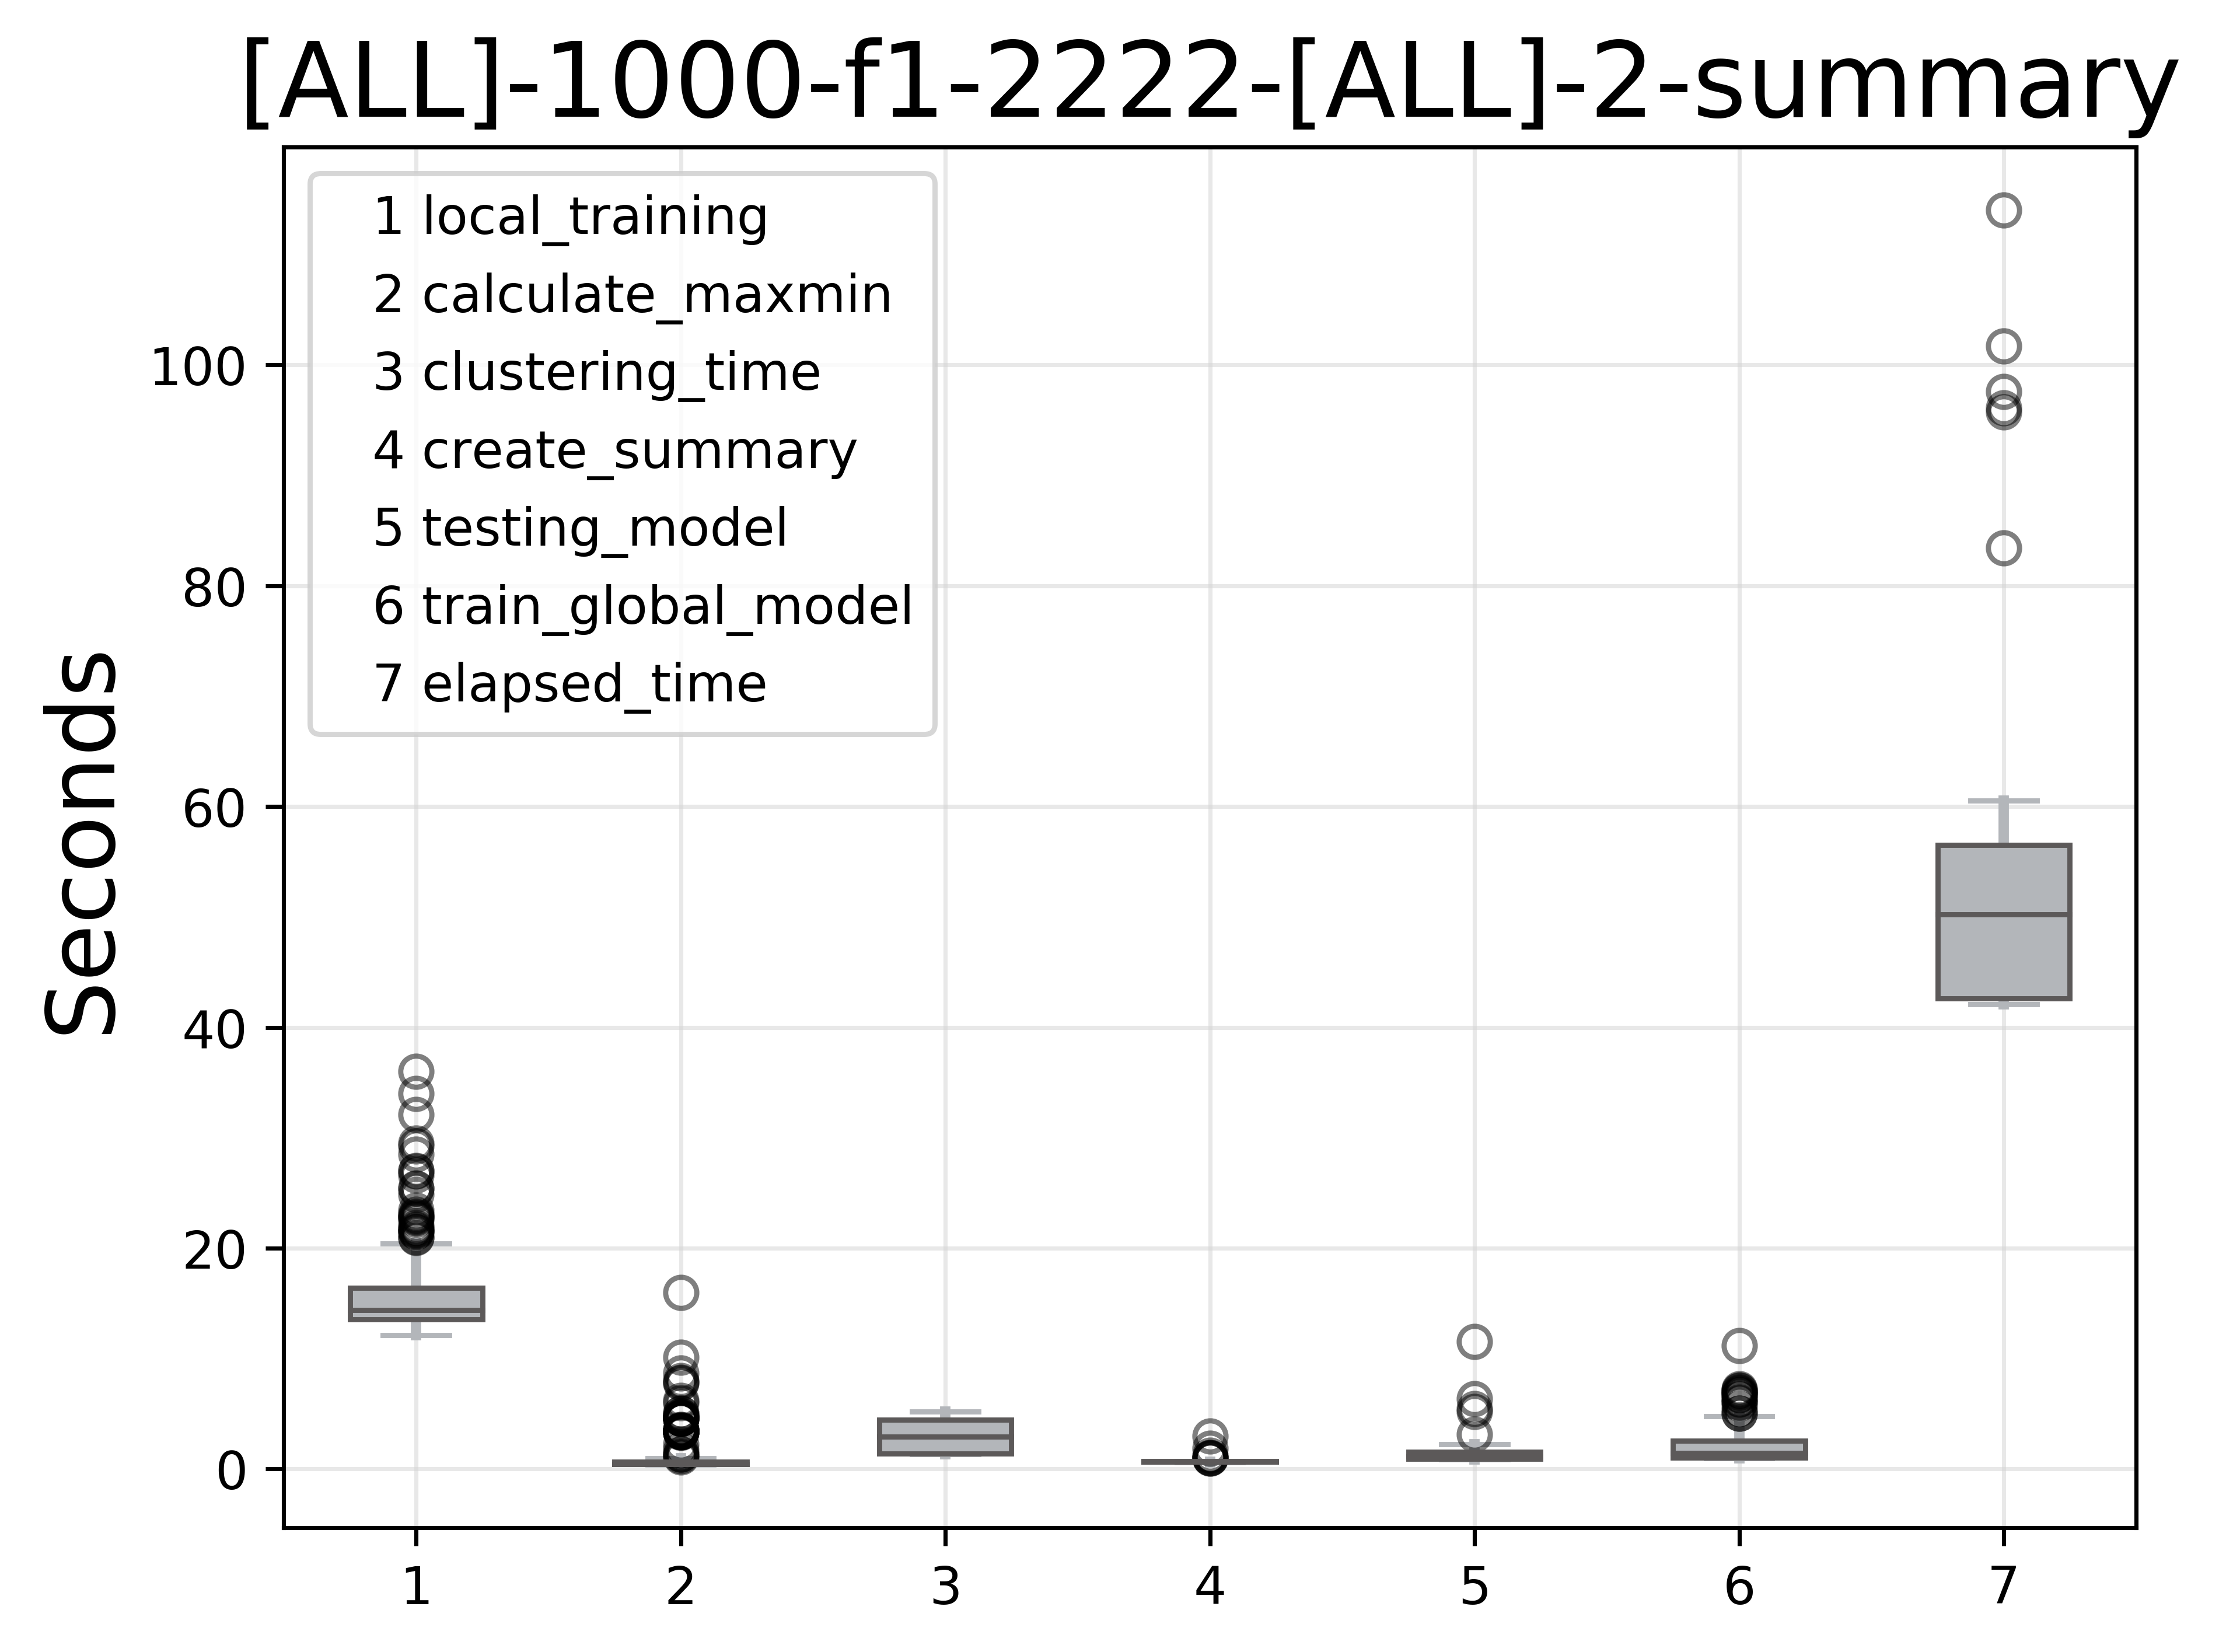 [ALL]-1000-f1-2222-[ALL]-2-summary
1 local_training
2 calculate_maxmin
3 clustering_time
4 create_summary
5 testing_model
6 train_global_model
7 elapsed_time
Seconds
100
80
60
40
20
0
1 2 3 4 5 6 7